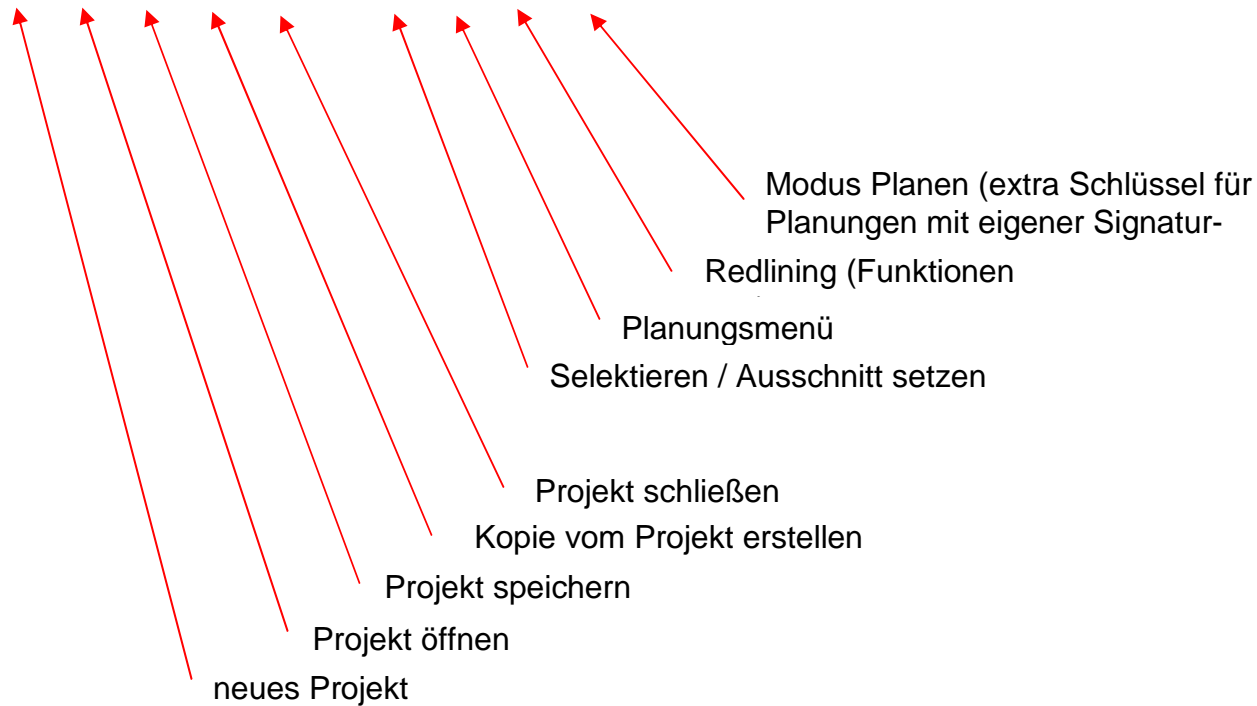 Modus Planen (extra Schlüssel für
Planungen mit eigener Signatur-
Redlining (Funktionen
Planungsmenü
Selektieren / Ausschnitt setzen
Projekt schließen
Kopie vom Projekt erstellen
Projekt speichern
Projekt öffnen
neues Projekt